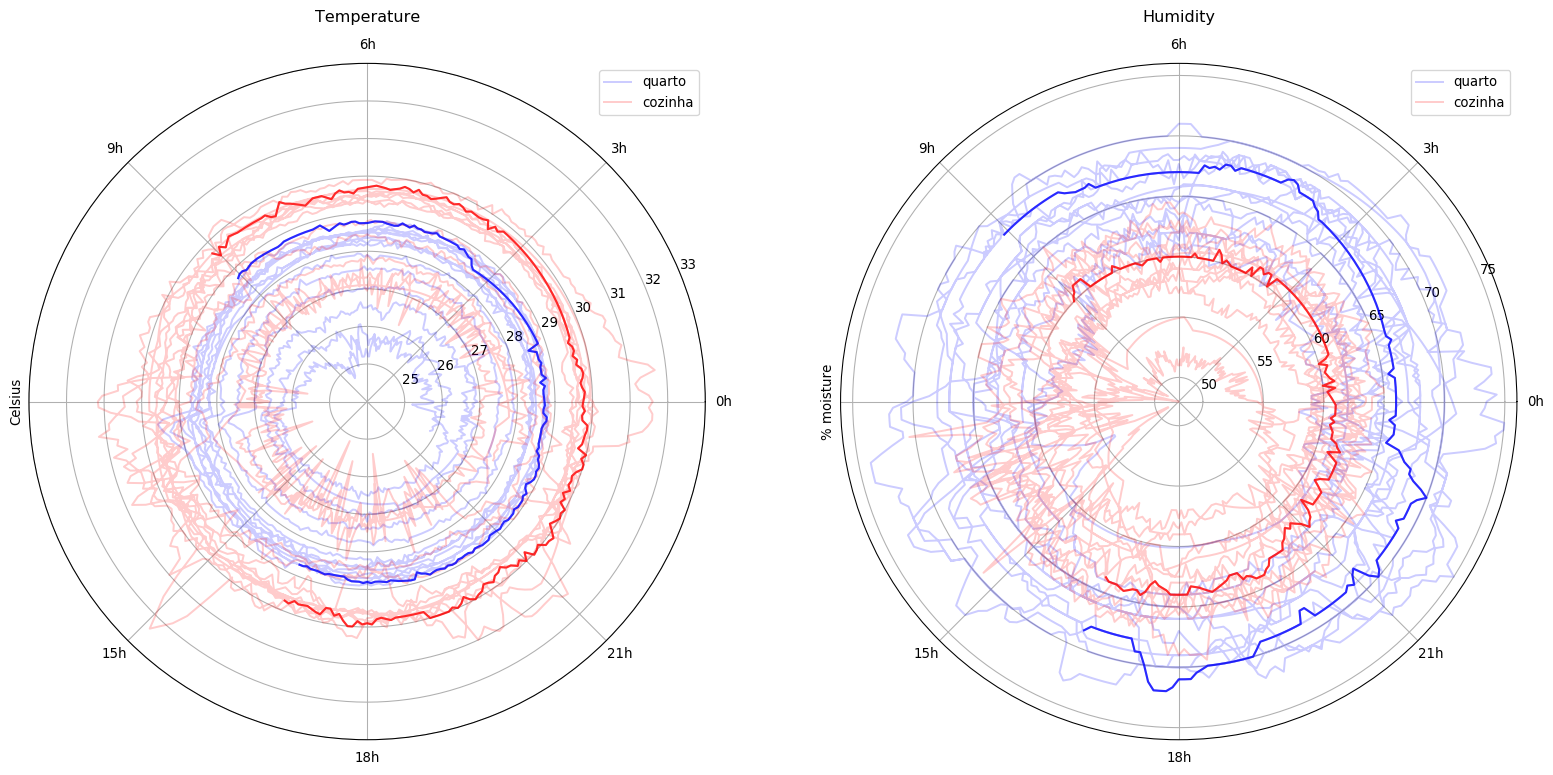 Temperature
6h
quarto
cozinha
9h
3h
33
32
31
30
29
28
27
26
25
Celsius
0h
15h
21h
18h
Humidity
6h
quarto
cozinha
9h
3h
75
70
65
60
55
50
% moisture
0h
15h
21h
18h